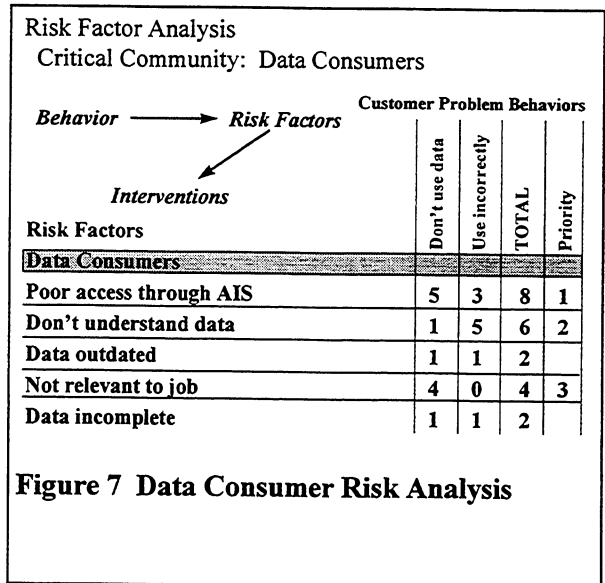 Risk Factor Analysis
Critical Community: Data Consumers
Customer Problem Behaviors
Behavior Risk Factors
Interventions
Risk Factors Don't use data Use incorrectly TOTAL Priority
Data Consumers
Poor access through AIS 5 3 8 1
Don't understand data 1 5 6 2
Data outdated 1 1 2
Not relevant to job 4 0 4 3
Data incomplete 1 1 2
Figure 7 Data Consumer Risk Analysis